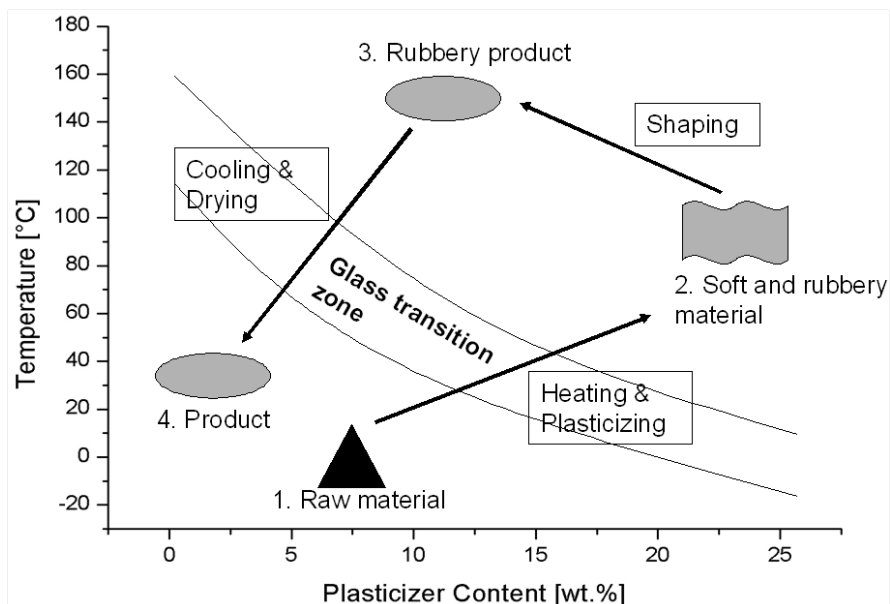 180
160
140
120
100
80
60
40
20
0
-20
Temperature [°C]
3. Rubbery product
Shaping
Cooling &
Drying
Glass transition
zone
2. Soft and rubbery
material
4. Product
Heating &
Plasticizing
1. Raw material
0
5
10
15
20
25
Plasticizer Content [wt.%]